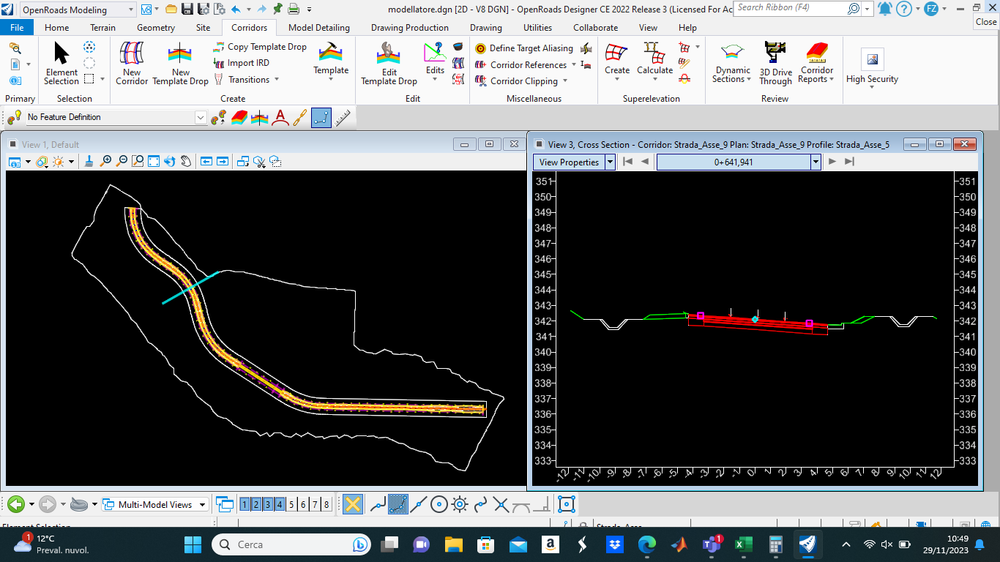 OpenRoads Modeling
modellatore.dgn [2D - V8 DGN] - OpenRoads Designer CE 2022 Release 3 (Licensed For Ac
Search Ribbon (F4)
FZ
Close
File Home Terrain Geometry Site Corridors Model Detailing Drawing Production Drawing Utilities Collaborate View Help
Element Selection
New Corridor
New Template Drop
Copy Template Drop
Import IRD
Transitions
Template
Edit Template Drop
Edits
Define Target Aliasing
Corridor References
Corridor Clipping
Create
Calculate
Dynamic Sections
3D Drive Through
Corridor Reports
High Security
Primary Selection Create Edit Miscellaneous Superelevation Review
No Feature Definition
View 1, Default
View 3, Cross Section - Corridor: Strada_Asse_9 Plan: Strada_Asse_9 Profile: Strada_Asse_5
View Properties
0+641,941
351 351
350 350
349 349
348 348
347 347
346 346
345 345
344 344
343 343
342 342
341 341
340 340
339 339
338 338
337 337
336 336
335 335
334 334
333 333
-12 -11 -10 -9 -8 -7 -6 -5 -4 -3 -2 -1 0 1 2 3 4 5 6 7 8 9 10 11 12
Multi-Model Views
1 2 3 4 5 6 7 8
Element Selection
Strada_Asse
1
12°C
Preval. nuvol.
Cerca
1
10:49
29/11/2023